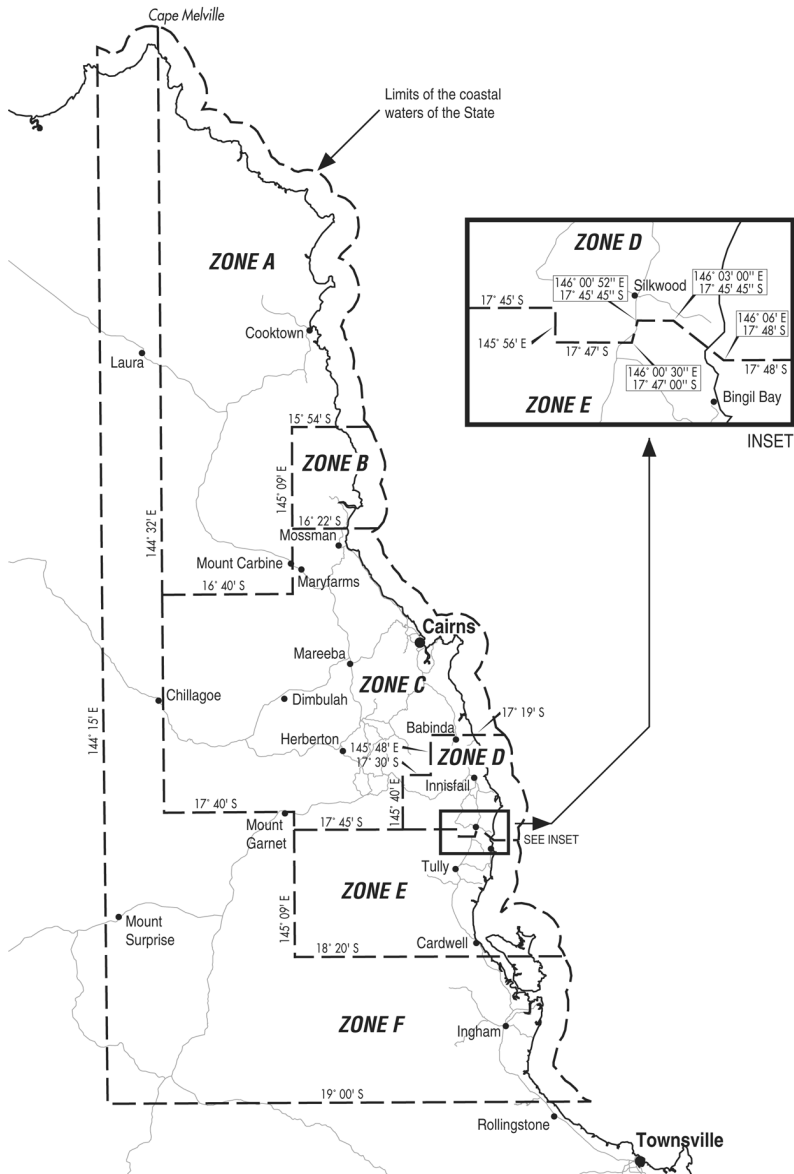 Cape Melville
Limits of the coastal
waters of the State
ZONE A
Cooktown
Laura
15° 54' S
ZONE B
145° 09' E
16° 22' S
144° 32' E
Mossman
Mount Carbine
Maryfarms
16° 40' S
Cairns
Mareeba
ZONE C
Chillagoe
Dimbulah
144° 15' E
17° 19' S
Babinda
Herberton
145° 48' E
17° 30' S
ZONE D
Innisfail
145° 40' E
17° 40' S
Mount
Garnet
17° 45' S
SEE INSET
Tully
ZONE E
145° 09' E
Mount
Surprise
Cardwell
18° 20' S
ZONE F
Ingham
19° 00' S
Rollingstone
Townsville
ZONE D
146° 00' 52'' E
17° 45' 45'' S
Silkwood
146° 03' 00'' E
17° 45' 45'' S
17° 45' S
146° 06' E
17° 48' S
145° 56' E
17° 47' S
17° 48' S
146° 00' 30'' E
17° 47' 00'' S
ZONE E
Bingil Bay
INSET